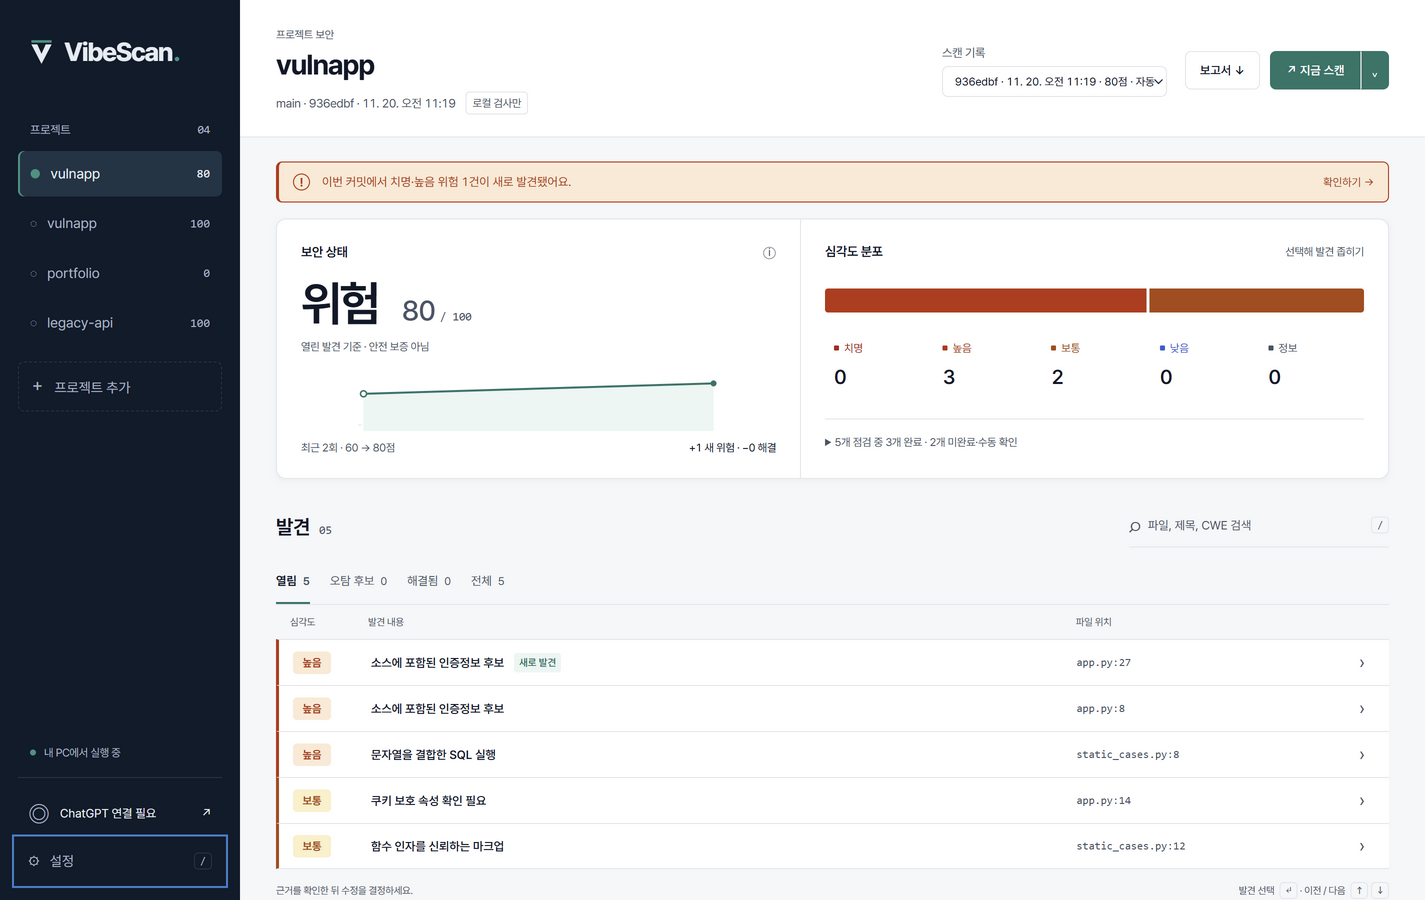 VibeScan.
프로젝트 04
vulnapp 80
vulnapp 100
portfolio 0
legacy-api 100
+ 프로젝트 추가
내 PC에서 실행 중
ChatGPT 연결 필요 ↗
설정 /
프로젝트 보안
vulnapp
main · 936edbf · 11. 20. 오전 11:19 로컬 검사만
스캔 기록
936edbf · 11. 20. 오전 11:19 · 80점 · 자동
보고서 ↓
↗ 지금 스캔
이번 커밋에서 치명·높음 위험 1건이 새로 발견됐어요. 확인하기 →
보안 상태
위험 80 / 100
열린 발견 기준 · 안전 보증 아님
최근 2회 · 60 → 80점 +1 새 위험 · −0 해결
심각도 분포 선택해 발견 좁히기
치명 높음 보통 낮음 정보
0 3 2 0 0
▶ 5개 점검 중 3개 완료 · 2개 미완료·수동 확인
발견 05
파일, 제목, CWE 검색 /
열림 5 오탐 후보 0 해결됨 0 전체 5
심각도 발견 내용 파일 위치
높음 소스에 포함된 인증정보 후보 새로 발견 app.py:27 ›
높음 소스에 포함된 인증정보 후보 app.py:8 ›
높음 문자열을 결합한 SQL 실행 static_cases.py:8 ›
보통 쿠키 보호 속성 확인 필요 app.py:14 ›
보통 함수 인자를 신뢰하는 마크업 static_cases.py:12 ›
근거를 확인한 뒤 수정을 결정하세요. 발견 선택 ↵ · 이전 / 다음 ↑ ↓